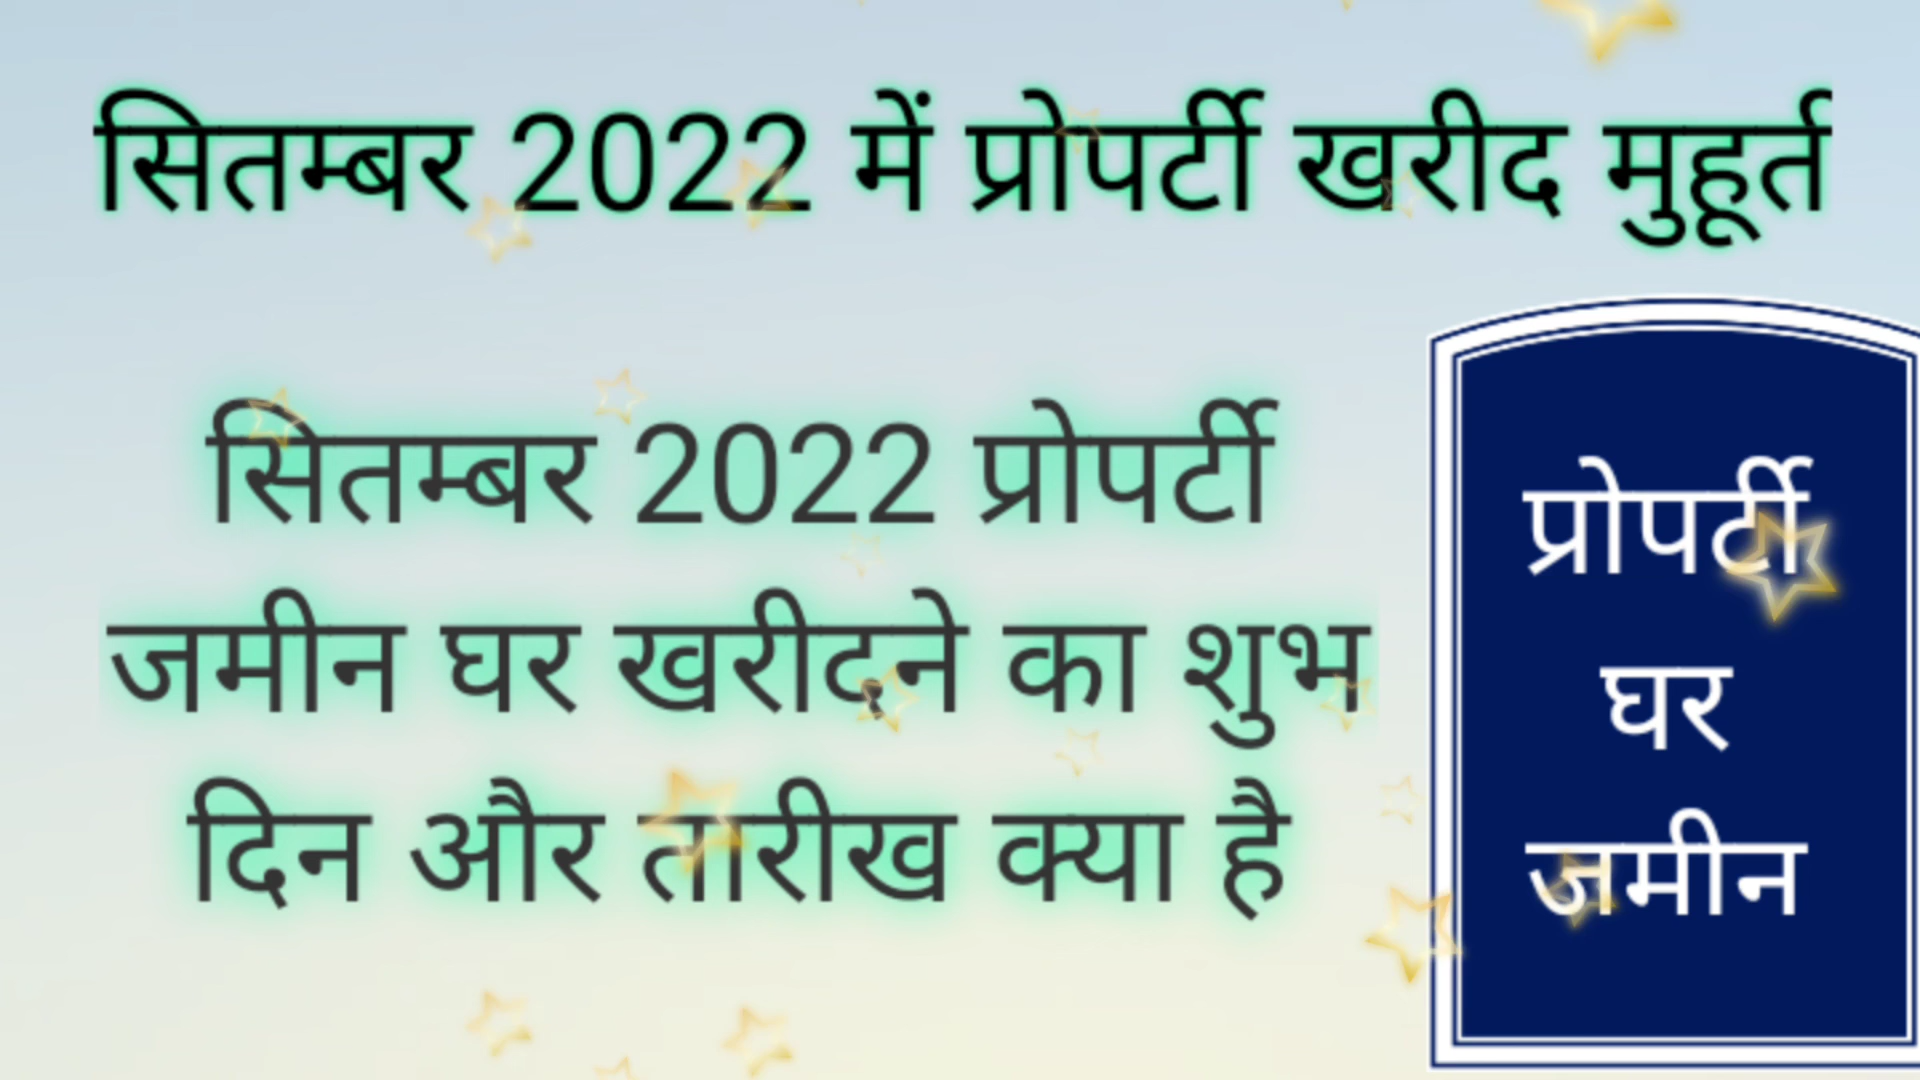 सितम्बर 2022 में प्रोपर्टी खरीद मुहूर्त
सितम्बर 2022 प्रोपर्टी
जमीन घर खरीदने का शुभ
दिन और तारीख क्या है
प्रोपर्टी
घर
जमीन